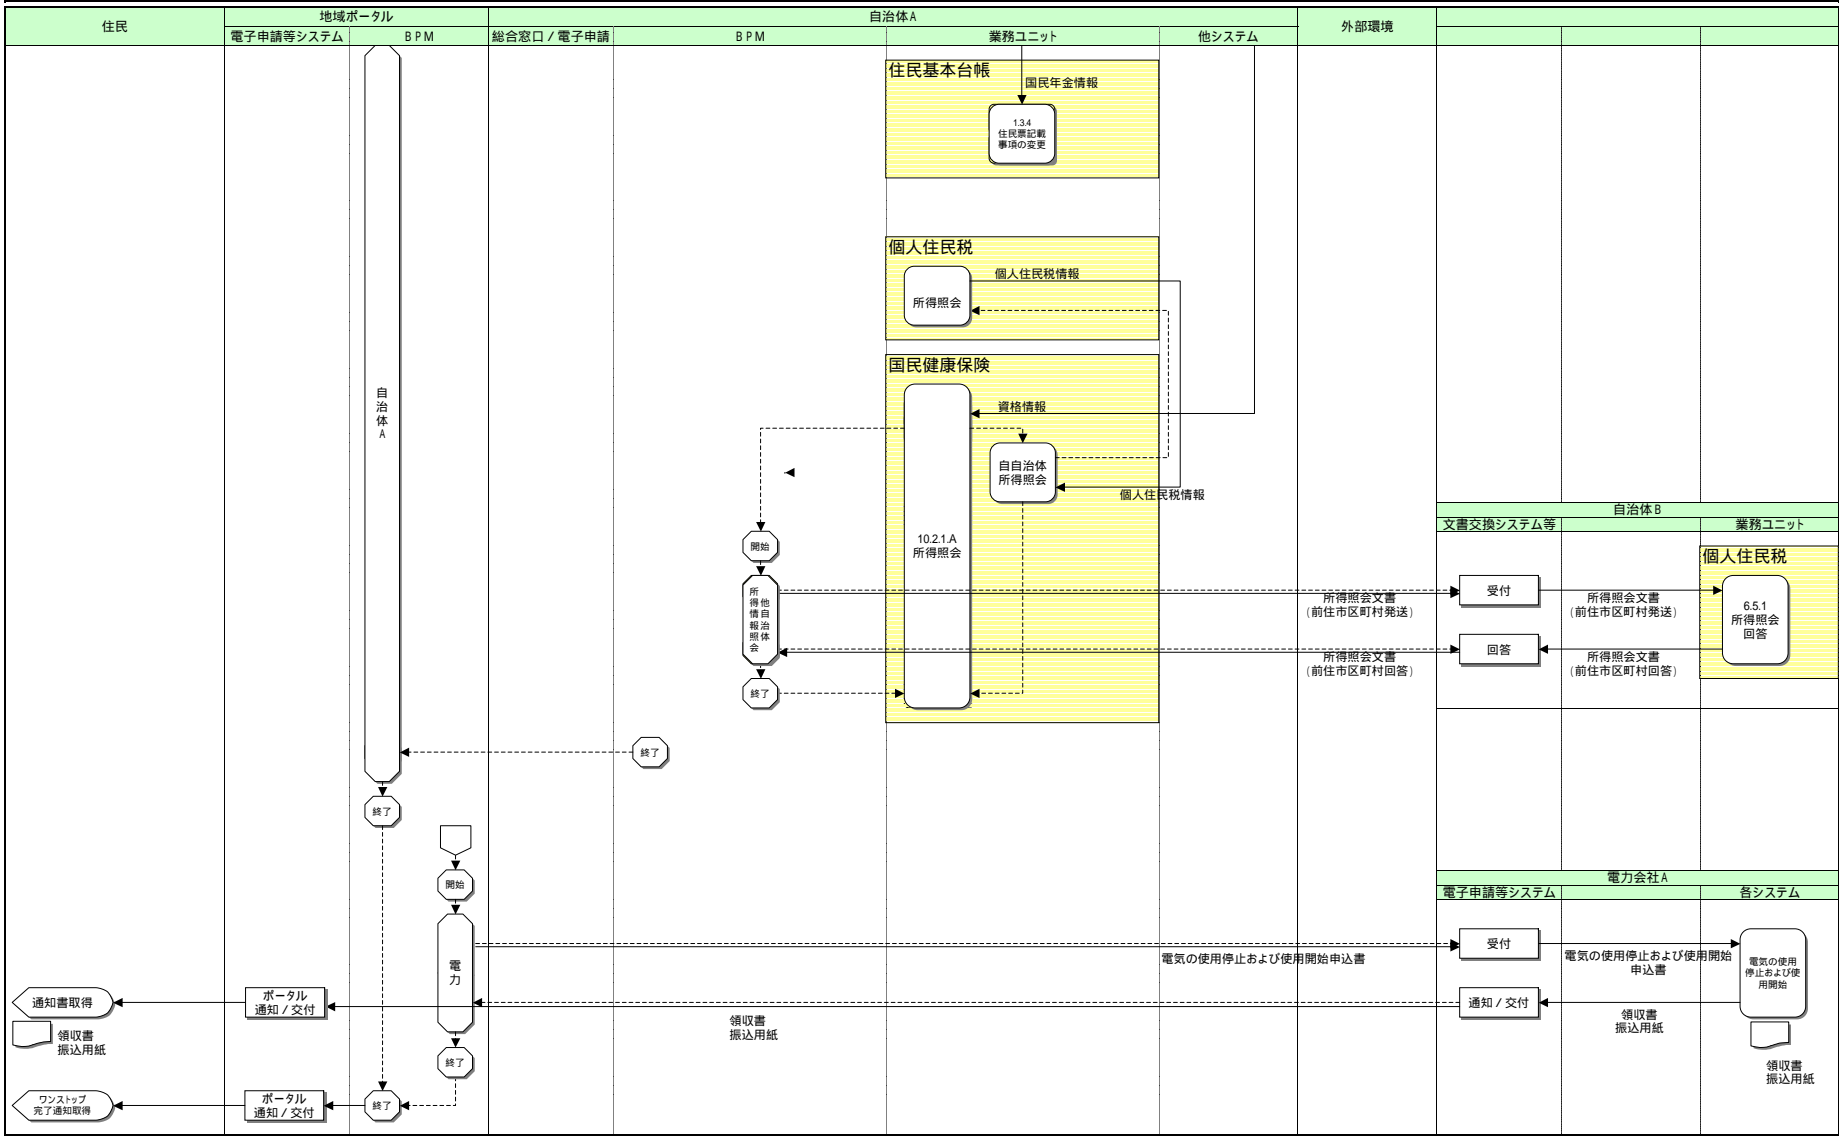 住民
地域ポータル
自治体A
外部環境
電子申請等システム
BPM
総合窓口/電子申請
BPM
業務ユニット
他システム
住民基本台帳
国民年金情報
1.3.4
住民票記載
事項の変更
個人住民税
個人住民税情報
所得照会
国民健康保険
自治体A
資格情報
自自治体
所得照会
個人住民税情報
自治体B
文書交換システム等
業務ユニット
個人住民税
開始
10.2.1.A
所得照会
他自治体
所得情報照会
所得照会文書
(前住市区町村発送)
受付
所得照会文書
(前住市区町村発送)
6.5.1
所得照会
回答
所得照会文書
(前住市区町村回答)
回答
所得照会文書
(前住市区町村回答)
終了
終了
終了
電力会社A
電子申請等システム
各システム
開始
電力
電気の使用停止および使用開始申込書
受付
電気の使用停止および使用開始
申込書
電気の使用
停止および使
用開始
通知書取得
ポータル
通知/交付
通知/交付
領収書
振込用紙
領収書
振込用紙
領収書
振込用紙
終了
領収書
振込用紙
ワンストップ
完了通知取得
ポータル
通知/交付
終了